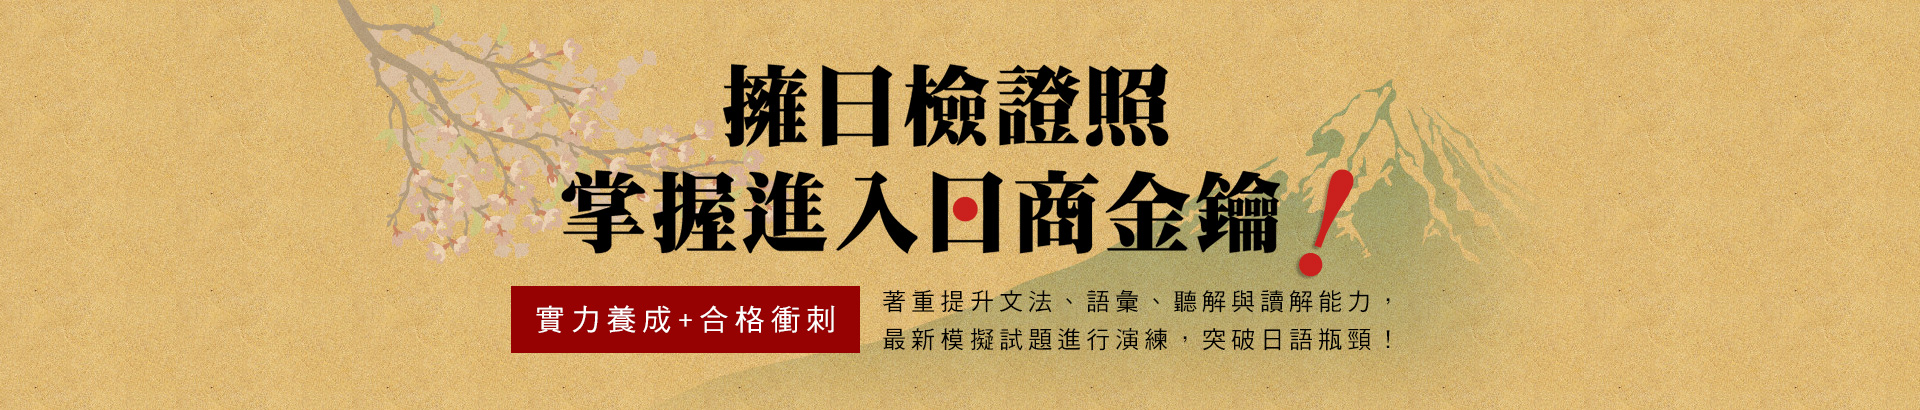 擁日檢證照
掌握進入日商金鑰！
實力養成+合格衝刺
著重提升文法、語彙、聽解與讀解能力，
最新模擬試題進行演練，突破日語瓶頸！